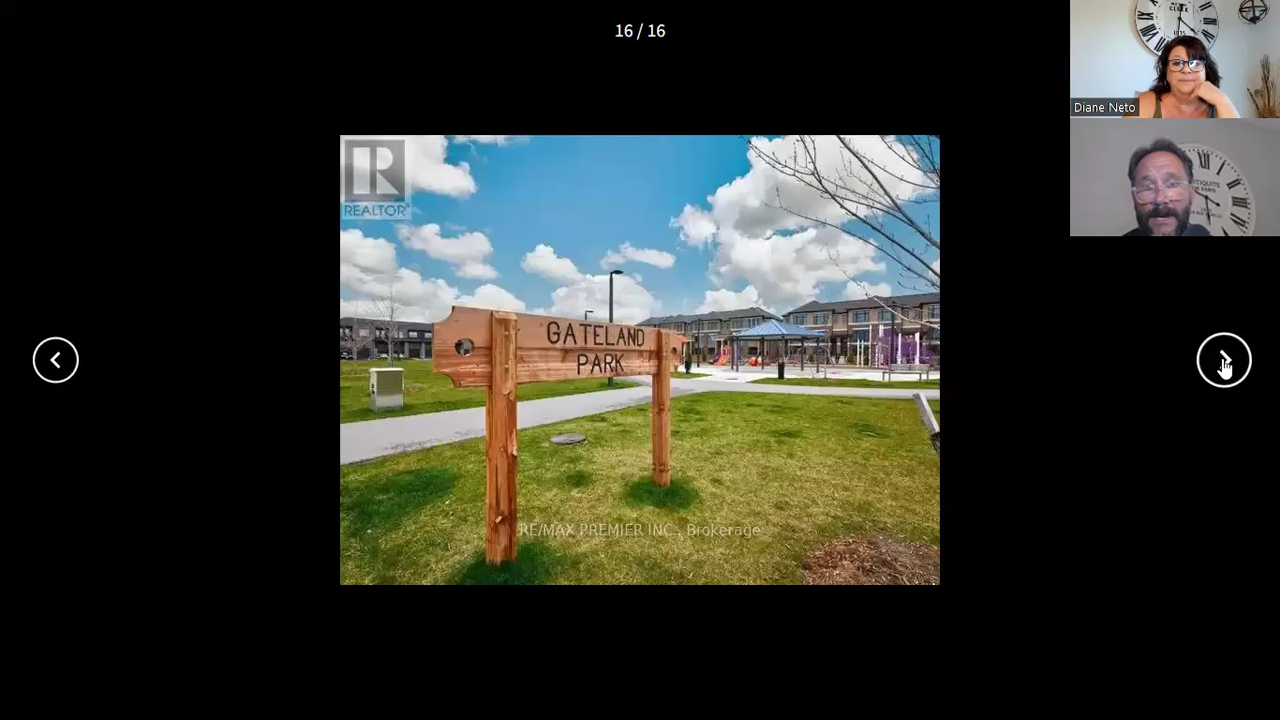 16 / 16
Diane Neto
REALTOR
GATELAND
PARK
RE/MAX PREMIER INC., Brokerage